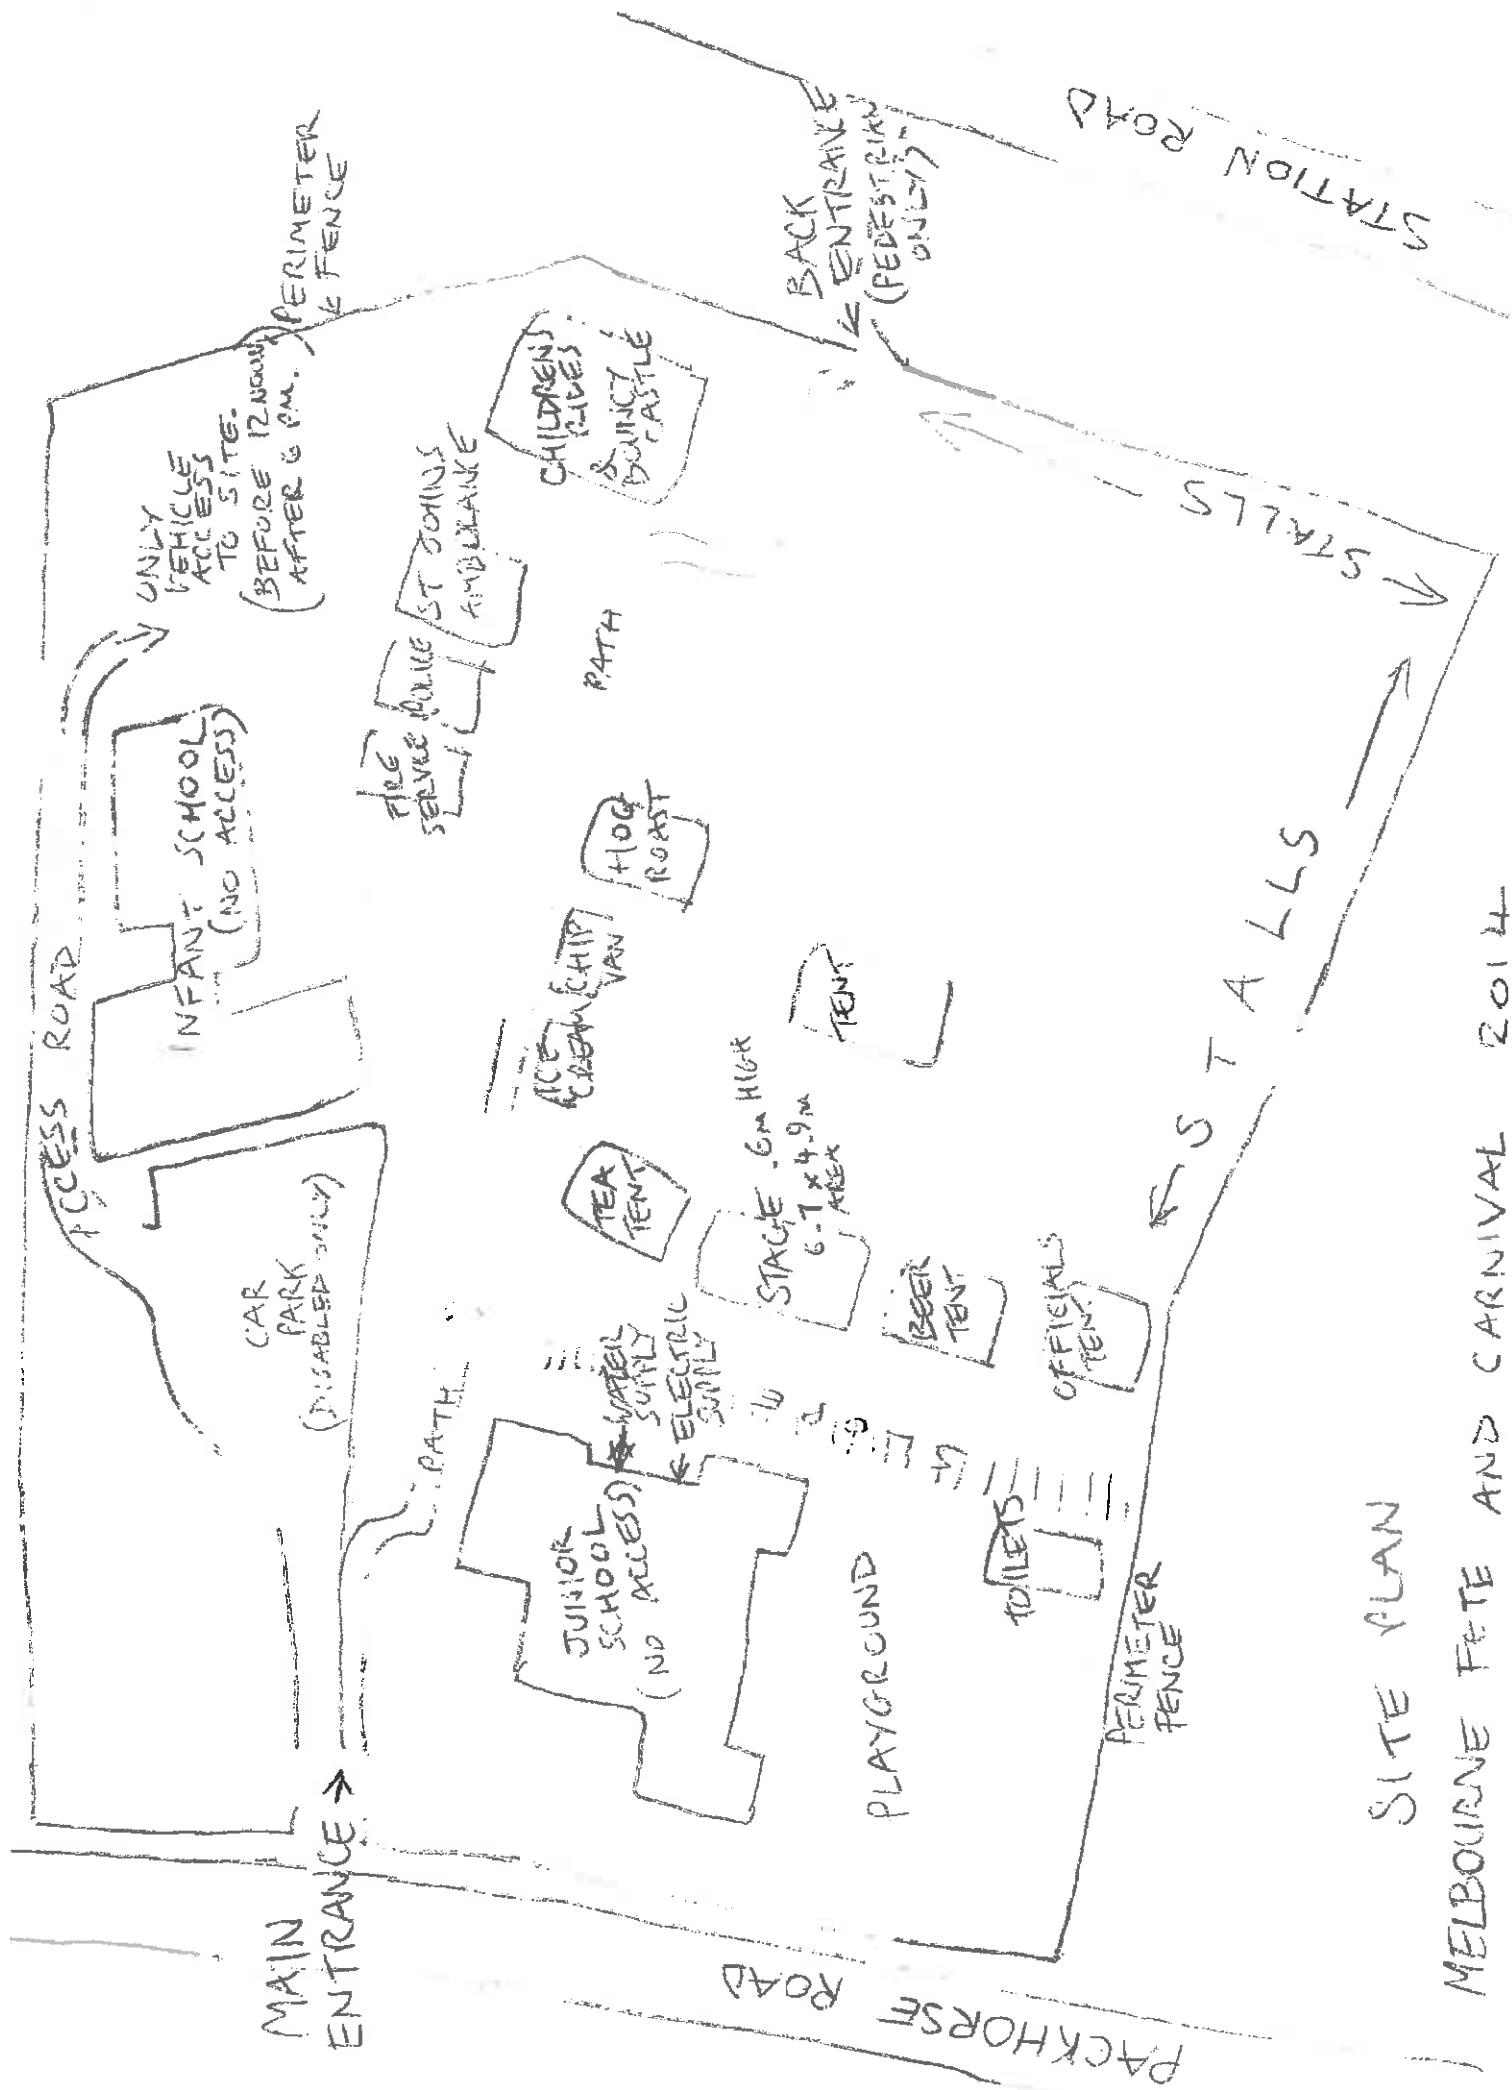 MAIN
ENTRANCE →
ACCESS ROAD
CAR
PARK
(DISABLED ONLY)
INFANT SCHOOL
(NO ACCESS)
ONLY
VEHICLE
ACCESS
TO SITE.
(BEFORE 12 NOON)
AFTER 6 P.M.)
PERIMETER
FENCE
PATH
FIRE
SERVICE
POLICE
ST JOHNS
AMBULANCE
CHILDRENS
RIDES
&
BOUNCY
CASTLE
PATH
ICE
CREAM
CHIP
VAN
HOG
ROAST
TEA
TENT
JUNIOR
SCHOOL
(NO
ACCESS)
WATER
SUPPLY
ELECTRIC
SUPPLY
STAGE .6M HIGH
6.7 x 4.9M
AREA
TENT
BEER
TENT
OFFICIALS
TENT
BACK
ENTRANCE
(PEDESTRIAN
ONLY)
STATION ROAD
STALLS
STALLS
PLAYGROUND
TOILETS
STEPS
PERIMETER
FENCE
PACKHORSE ROAD
SITE PLAN
MELBOURNE FETE AND CARNIVAL 2014